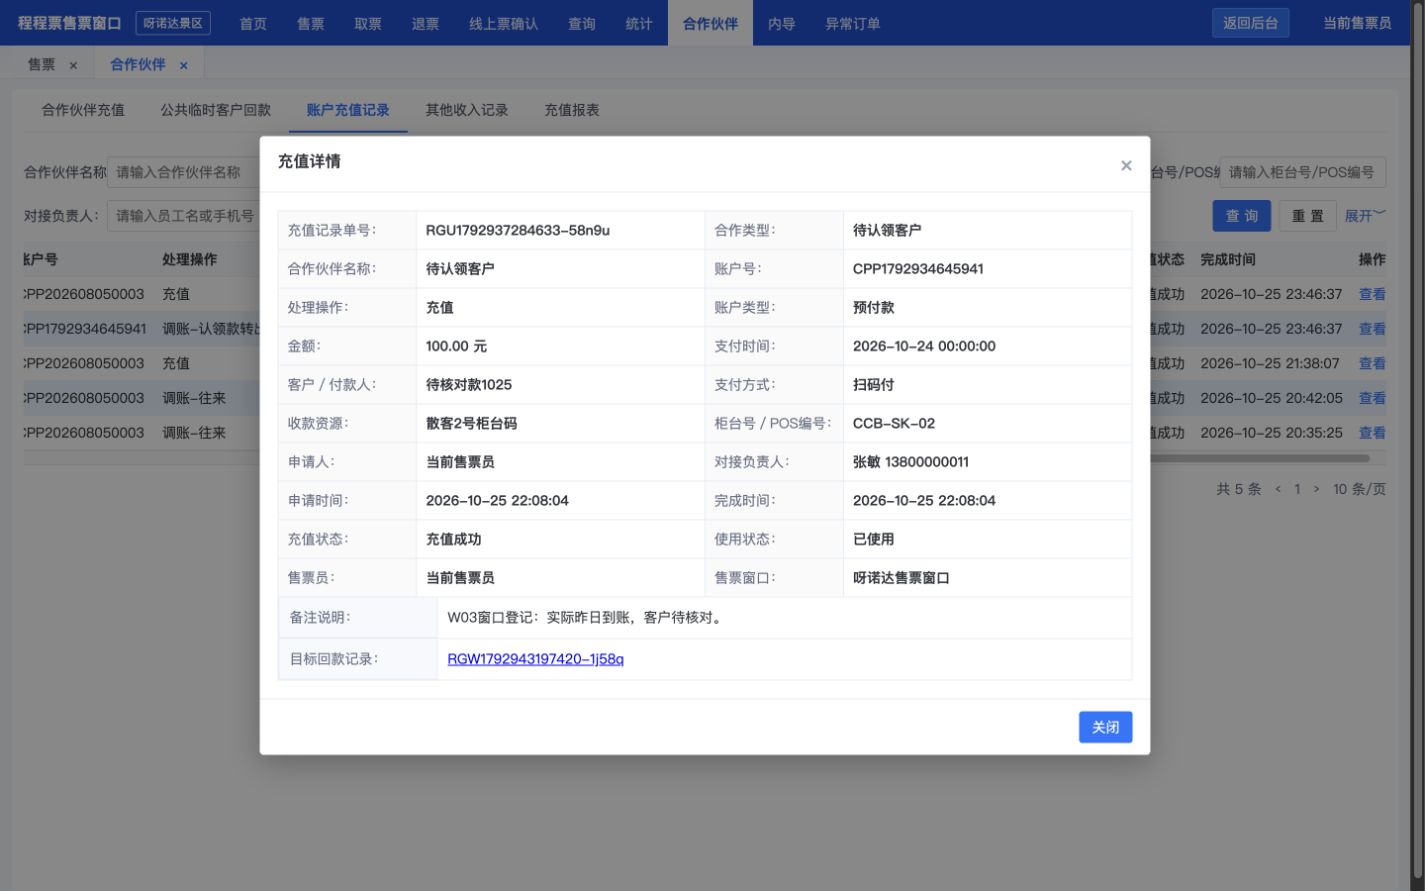 程程票售票窗口 呀诺达景区 首页 售票 取票 退票 线上票确认 查询 统计 合作伙伴 内导 异常订单 返回后台 当前售票员
售票 × 合作伙伴 ×
合作伙伴充值 公共临时客户回款 账户充值记录 其他收入记录 充值报表
合作伙伴名称 请输入合作伙伴名称 台号/POS编 请输入柜台号/POS编号
对接负责人: 请输入员工名或手机号 查 询 重 置 展开
账户号 处理操作 值状态 完成时间 操作
CPP202608050003 充值 值成功 2026-10-25 23:46:37 查看
CPP1792934645941 调账-认领款转出 值成功 2026-10-25 23:46:37 查看
CPP202608050003 充值 值成功 2026-10-25 21:38:07 查看
CPP202608050003 调账-往来 值成功 2026-10-25 20:42:05 查看
CPP202608050003 调账-往来 值成功 2026-10-25 20:35:25 查看
共 5 条 < 1 > 10 条/页
充值详情 ×
充值记录单号: RGU1792937284633-58n9u 合作类型: 待认领客户
合作伙伴名称: 待认领客户 账户号: CPP1792934645941
处理操作: 充值 账户类型: 预付款
金额: 100.00 元 支付时间: 2026-10-24 00:00:00
客户 / 付款人: 待核对款1025 支付方式: 扫码付
收款资源: 散客2号柜台码 柜台号 / POS编号: CCB-SK-02
申请人: 当前售票员 对接负责人: 张敏 13800000011
申请时间: 2026-10-25 22:08:04 完成时间: 2026-10-25 22:08:04
充值状态: 充值成功 使用状态: 已使用
售票员: 当前售票员 售票窗口: 呀诺达售票窗口
备注说明: W03窗口登记：实际昨日到账，客户待核对。
目标回款记录: RGW1792943197420-1j58q
关闭